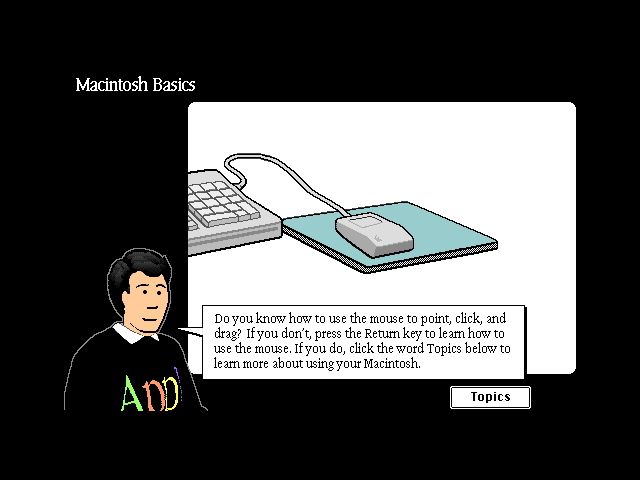 Macintosh Basics
Do you know how to use the mouse to point, click, and
drag? If you don't, press the Return key to learn how to
use the mouse. If you do, click the word Topics below to
learn more about using your Macintosh.
App
Topics